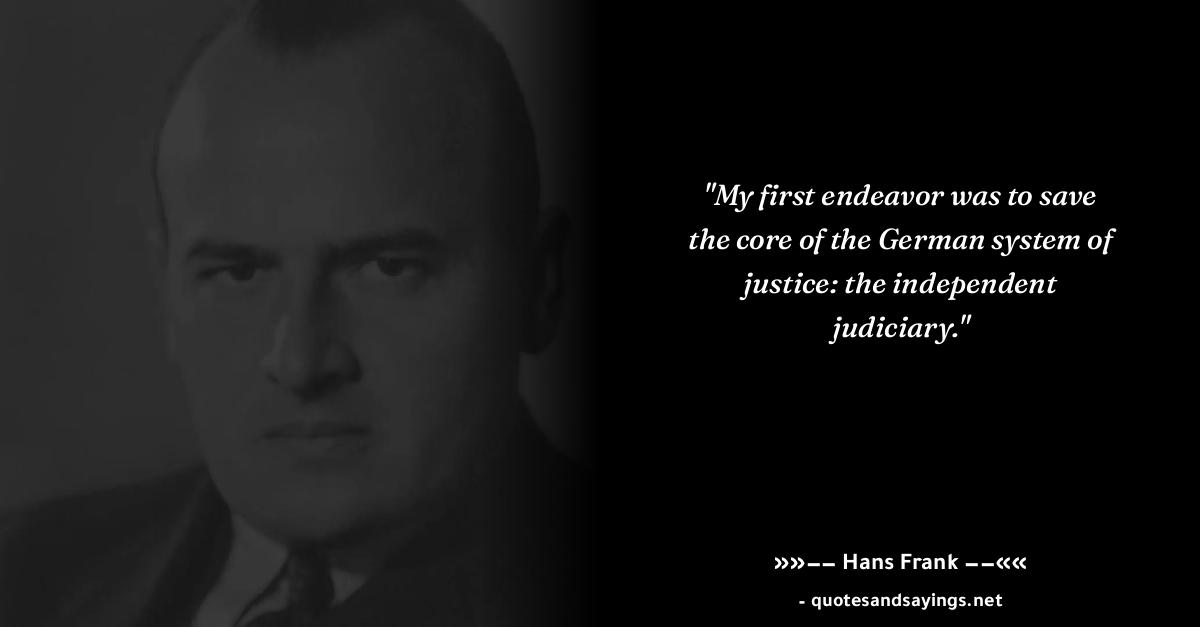 "My first endeavor was to save
the core of the German system of
justice: the independent
judiciary."
»»−− Hans Frank −−««
- quotesandsayings.net